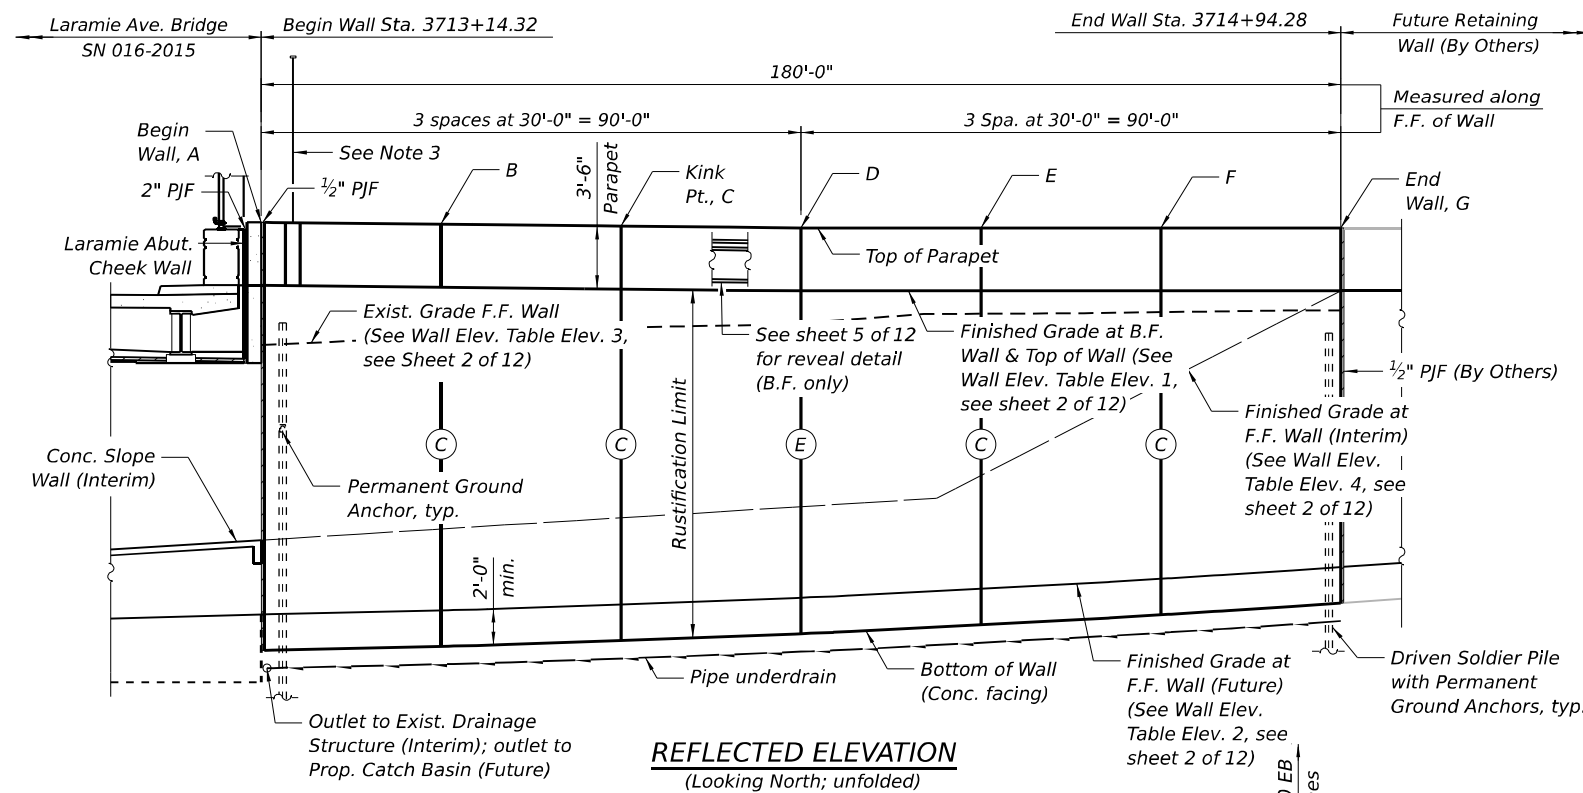 Laramie Ave. Bridge
SN 016-2015
Begin Wall Sta. 3713+14.32
End Wall Sta. 3714+94.28
Future Retaining
Wall (By Others)
180'-0"
Measured along
F.F. of Wall
3 spaces at 30'-0" = 90'-0"
3 Spa. at 30'-0" = 90'-0"
Begin
Wall, A
See Note 3
2" PJF
½" PJF
B
3'-6"
Parapet
Kink
Pt., C
D
E
F
End
Wall, G
Laramie Abut.
Cheek Wall
Top of Parapet
Exist. Grade F.F. Wall
(See Wall Elev. Table Elev. 3,
see Sheet 2 of 12)
See sheet 5 of 12
for reveal detail
(B.F. only)
Finished Grade at B.F.
Wall & Top of Wall (See
Wall Elev. Table Elev. 1,
see sheet 2 of 12)
½" PJF (By Others)
Finished Grade at
F.F. Wall (Interim)
(See Wall Elev.
Table Elev. 4, see
sheet 2 of 12)
Rustification Limit
C
C
E
C
C
Conc. Slope
Wall (Interim)
Permanent Ground
Anchor, typ.
2'-0"
min.
Pipe underdrain
Bottom of Wall
(Conc. facing)
Finished Grade at
F.F. Wall (Future)
(See Wall Elev.
Table Elev. 2, see
sheet 2 of 12)
Driven Soldier Pile
with Permanent
Ground Anchors, typ.
Outlet to Exist. Drainage
Structure (Interim); outlet to
Prop. Catch Basin (Future)
REFLECTED ELEVATION
(Looking North; unfolded)
EB